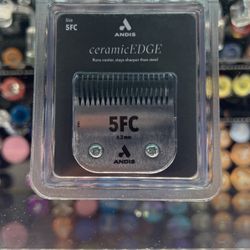 Size
5FC
ANDIS
ceramicEDGE
Runs cooler, stays sharper than steel
5FC
6.3mm
ANDIS